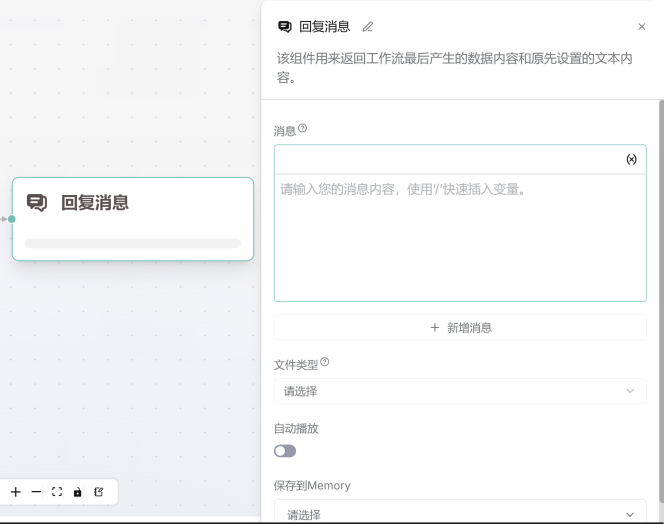 回复消息
该组件用来返回工作流最后产生的数据内容和原先设置的文本内
容。
消息
(x)
请输入您的消息内容，使用'/'快速插入变量。
回复消息
+ 新增消息
文件类型
请选择
自动播放
保存到Memory
请选择